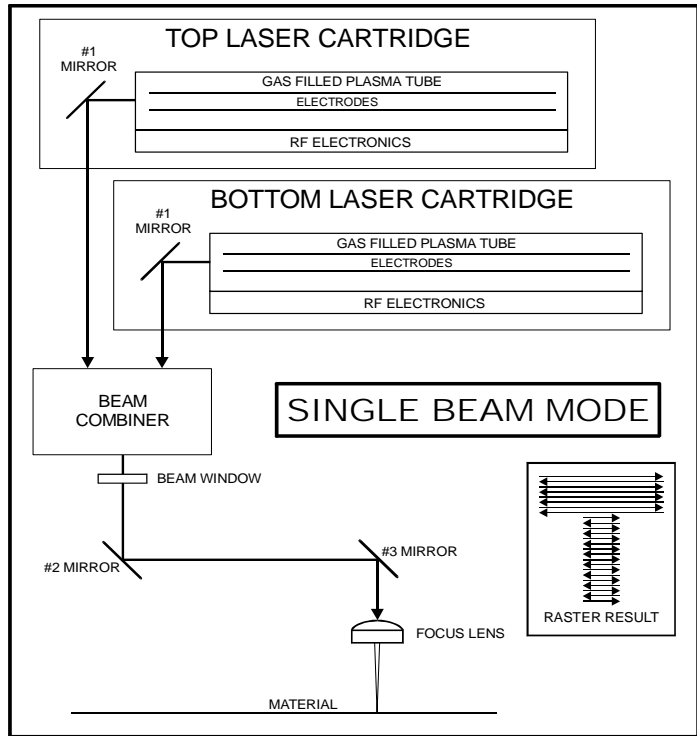 TOP LASER CARTRIDGE
#1
MIRROR
GAS FILLED PLASMA TUBE
ELECTRODES
RF ELECTRONICS
BOTTOM LASER CARTRIDGE
#1
MIRROR
GAS FILLED PLASMA TUBE
ELECTRODES
RF ELECTRONICS
BEAM
COMBINER
SINGLE BEAM MODE
BEAM WINDOW
#2 MIRROR
#3 MIRROR
RASTER RESULT
FOCUS LENS
MATERIAL